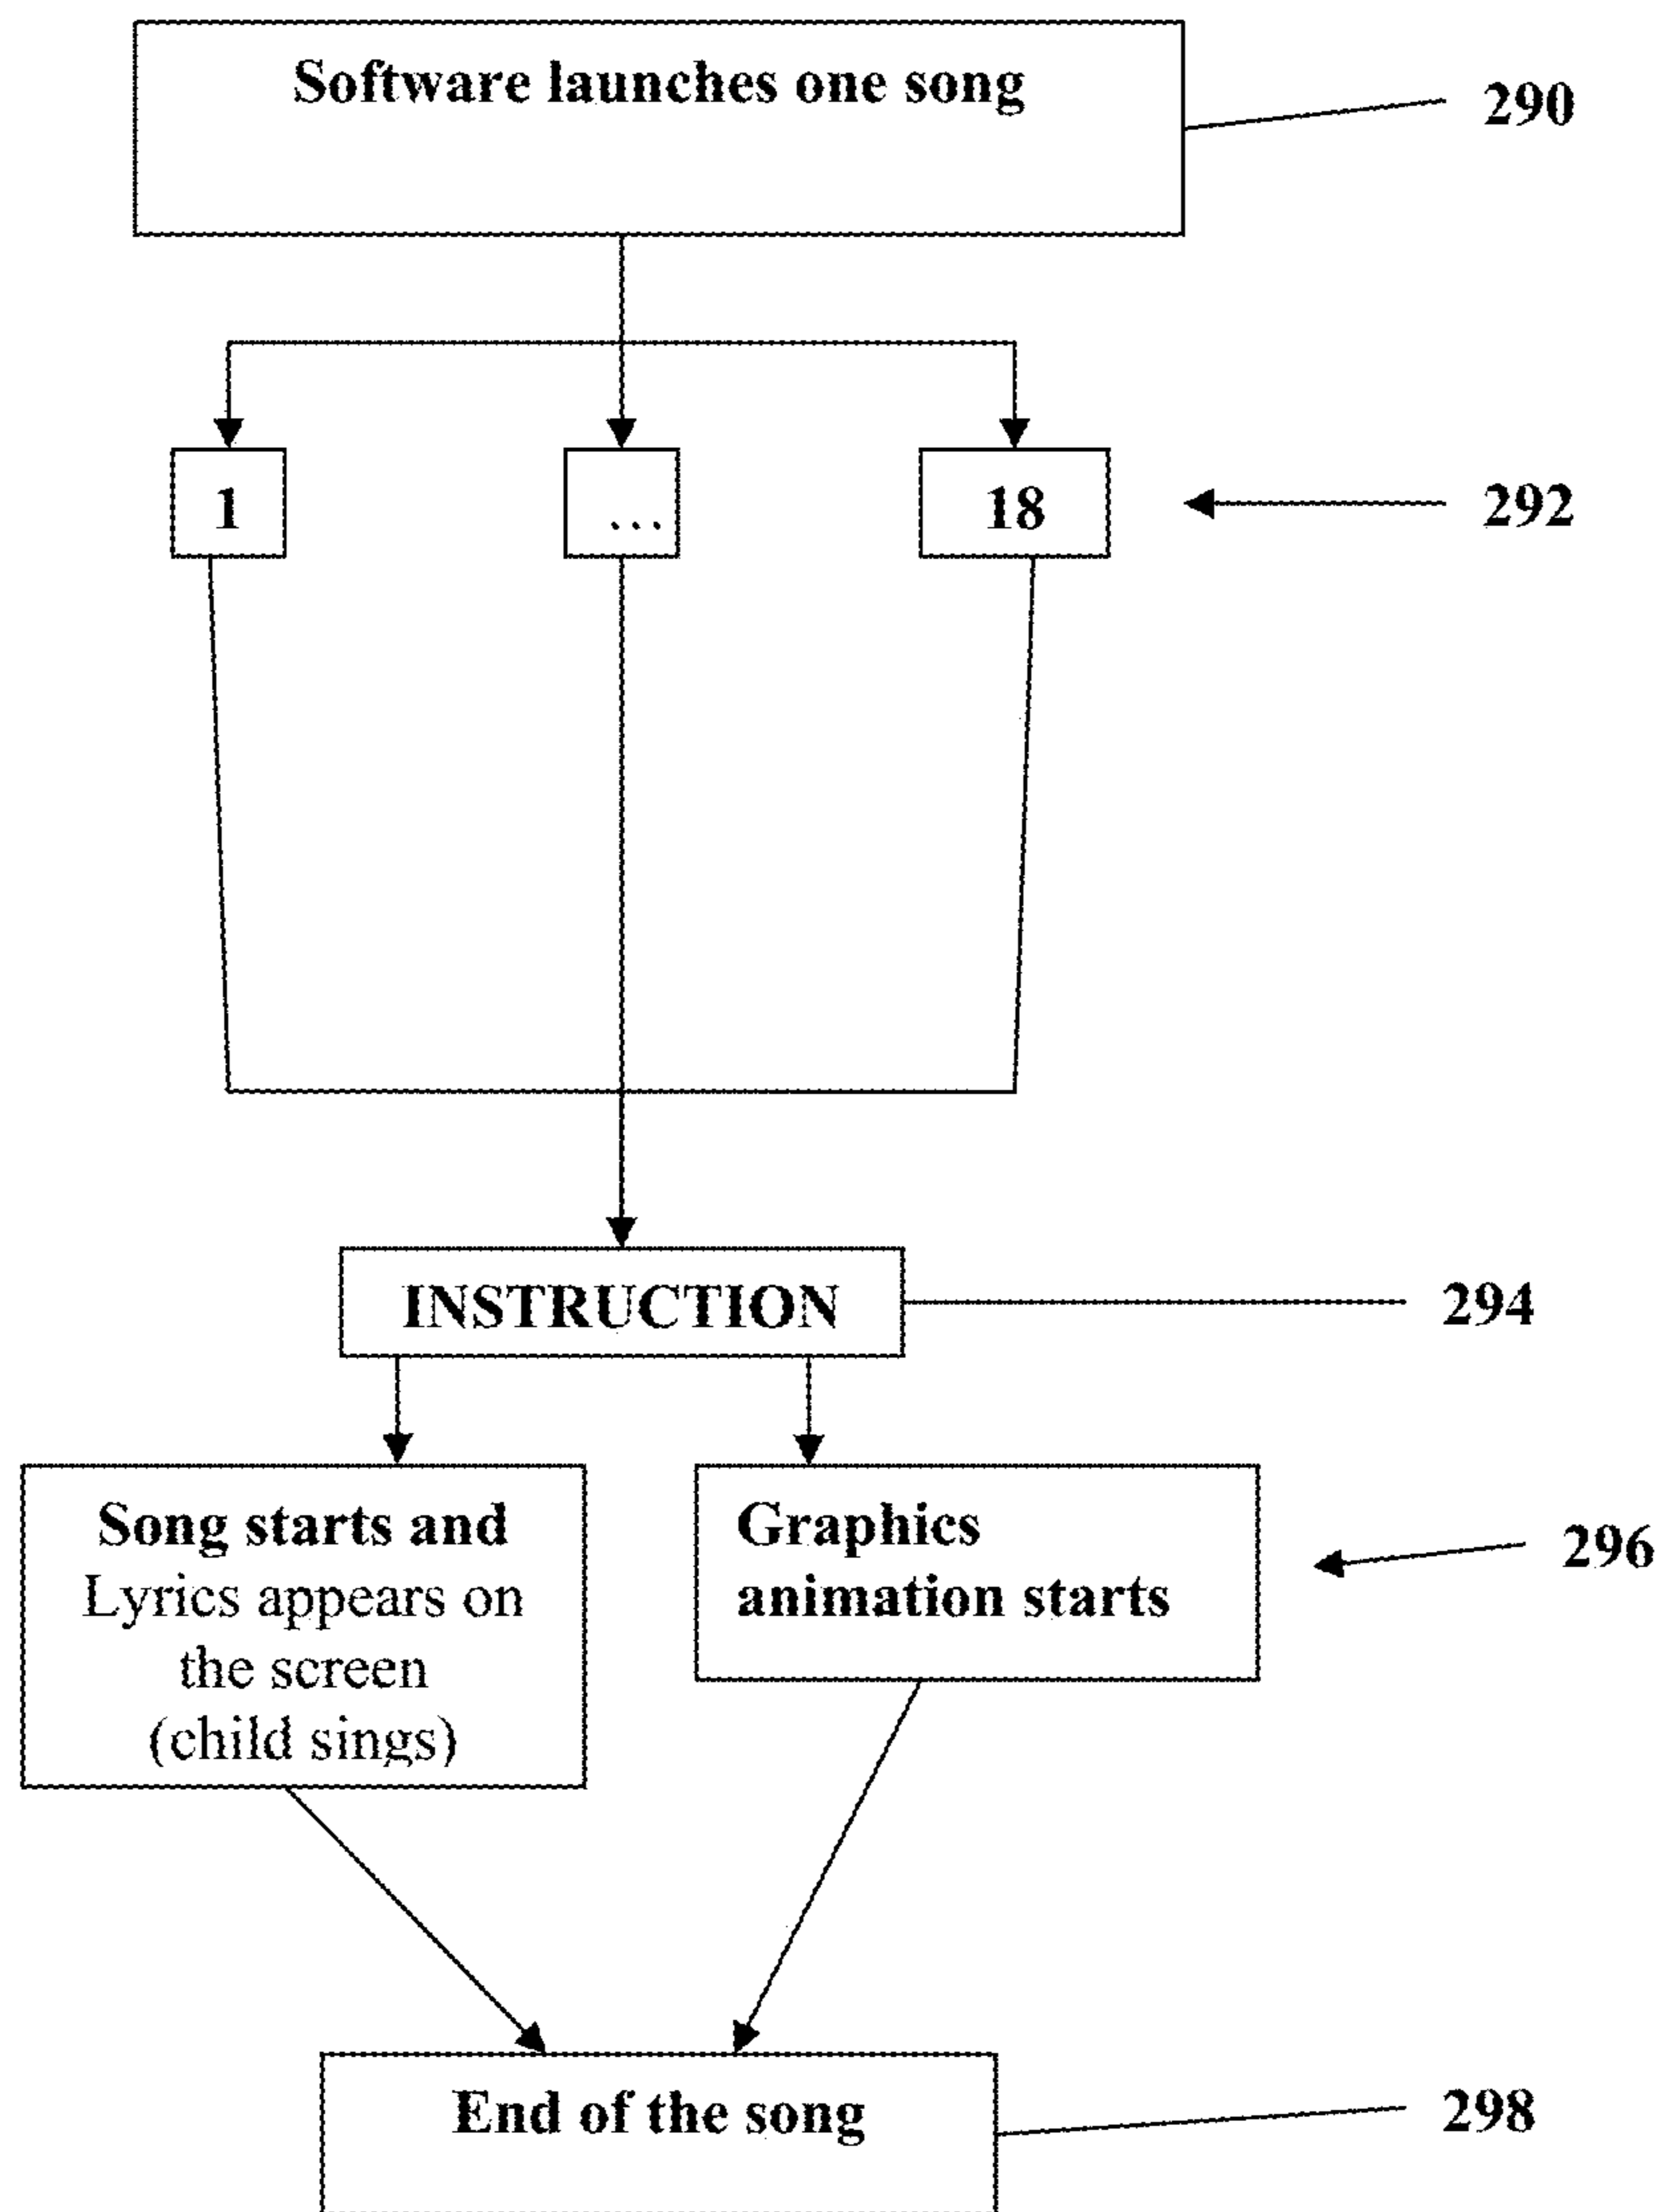 Software launches one song
290
1
...
18
292
INSTRUCTION
294
Song starts and
Lyrics appears on
the screen
(child sings)
Graphics
animation starts
296
End of the song
298